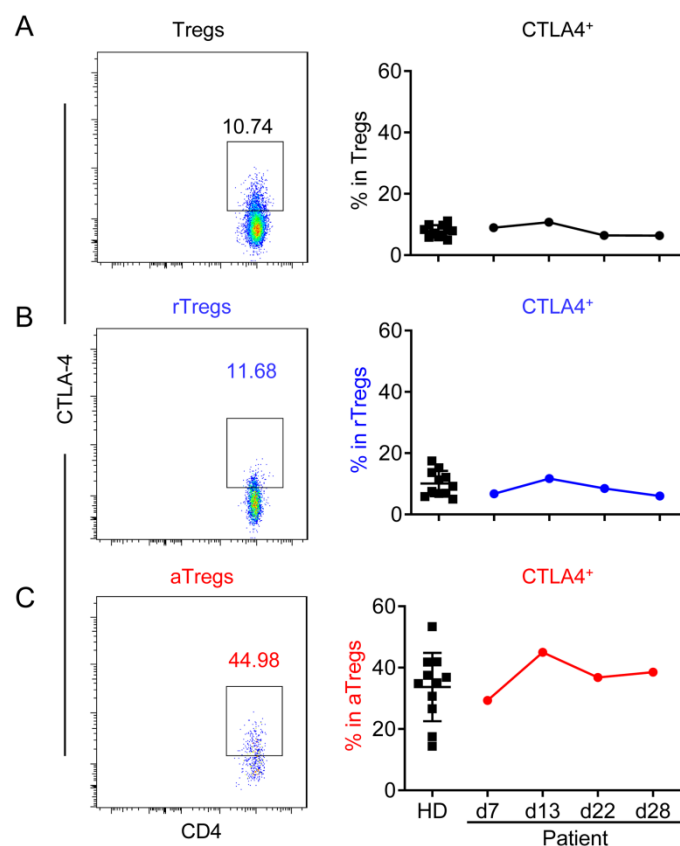 A
Tregs
CTLA4⁺
10.74
% in Tregs
60
40
20
0
B
rTregs
CTLA4⁺
CTLA-4
11.68
% in rTregs
60
40
20
0
C
aTregs
CTLA4⁺
44.98
% in aTregs
60
40
20
0
CD4
HD d7 d13 d22 d28
Patient